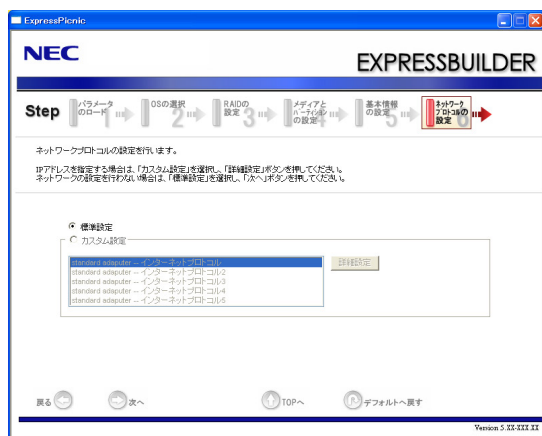 ExpressPicnic
NEC
EXPRESSBUILDER
Step
パラメータ
のロード 1
OSの選択
2
RAIDの
設定 3
メディアと
パーティション
の設定 4
基本情報
の設定 5
ネットワーク
プロトコルの
設定 6
ネットワークプロトコルの設定を行います。
IPアドレスを指定する場合は、「カスタム設定」を選択し、「詳細設定」ボタンを押してください。
ネットワークの設定を行わない場合は、「標準設定」を選択し、「次へ」ボタンを押してください。
標準設定
カスタム設定
standard adaputer -- インターネットプロトコル
standard adaputer -- インターネットプロトコル2
standard adaputer -- インターネットプロトコル3
standard adaputer -- インターネットプロトコル4
standard adaputer -- インターネットプロトコル5
詳細設定
戻る
次へ
TOPへ
デフォルトへ戻す
Version 5.XX-XXX.XX